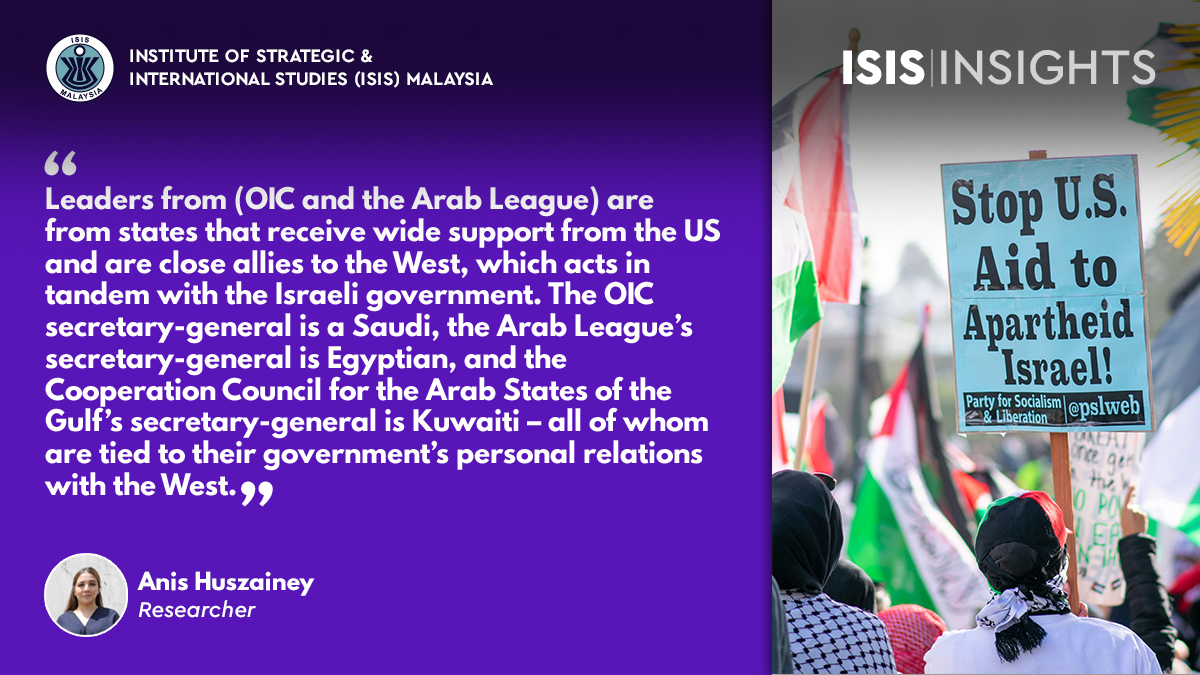 ISIS
MALAYSIA
INSTITUTE OF STRATEGIC &
INTERNATIONAL STUDIES (ISIS) MALAYSIA
ISIS|INSIGHTS
“
Leaders from (OIC and the Arab League) are
from states that receive wide support from the US
and are close allies to the West, which acts in
tandem with the Israeli government. The OIC
secretary-general is a Saudi, the Arab League’s
secretary-general is Egyptian, and the
Cooperation Council for the Arab States of the
Gulf’s secretary-general is Kuwaiti – all of whom
are tied to their government’s personal relations
with the West.”
Anis Huszainey
Researcher
Stop U.S.
Aid to
Apartheid
Israel!
Party for Socialism
& Liberation
@pslweb